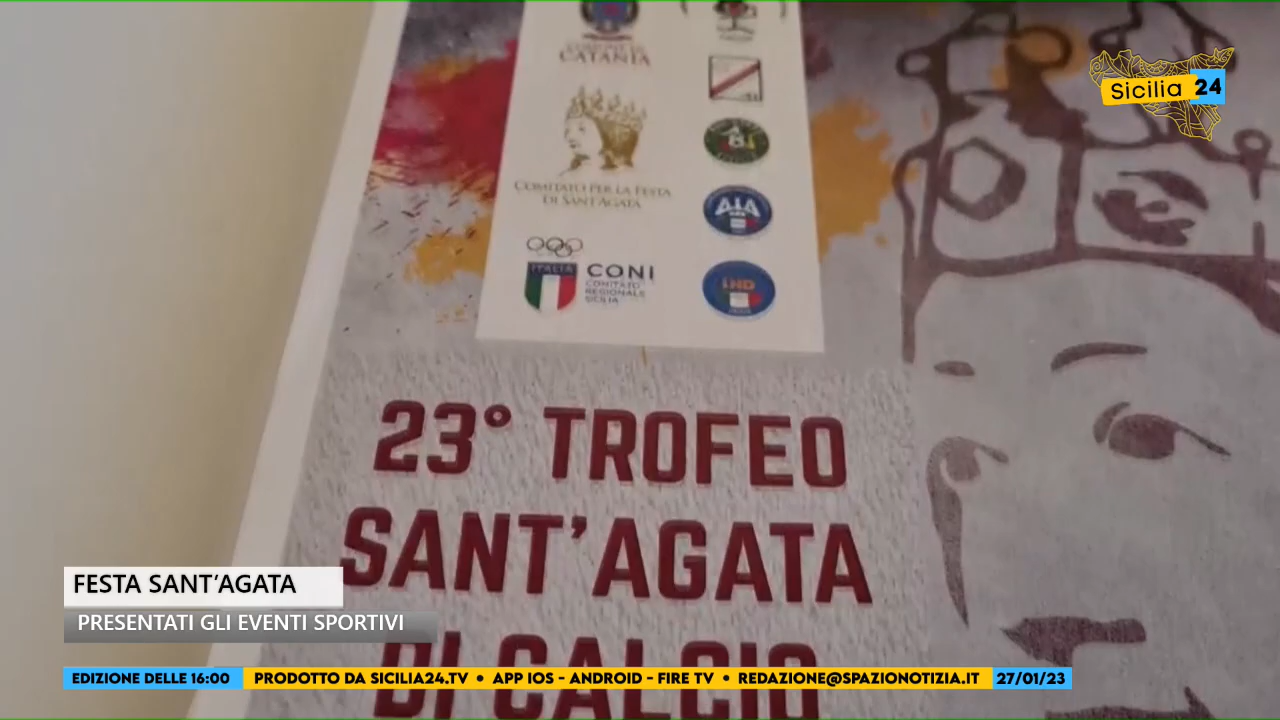 CATANIA
COMITATO PER LA FESTA
DI SANT'AGATA
ITALIA
CONI
COMITATO
REGIONALE
SICILIA
AIA
LND
Sicilia 24
23° TROFEO
SANT'AGATA
DI CALCIO
FESTA SANT'AGATA
PRESENTATI GLI EVENTI SPORTIVI
EDIZIONE DELLE 16:00 PRODOTTO DA SICILIA24.TV • APP IOS - ANDROID - FIRE TV • REDAZIONE@SPAZIONOTIZIA.IT 27/01/23